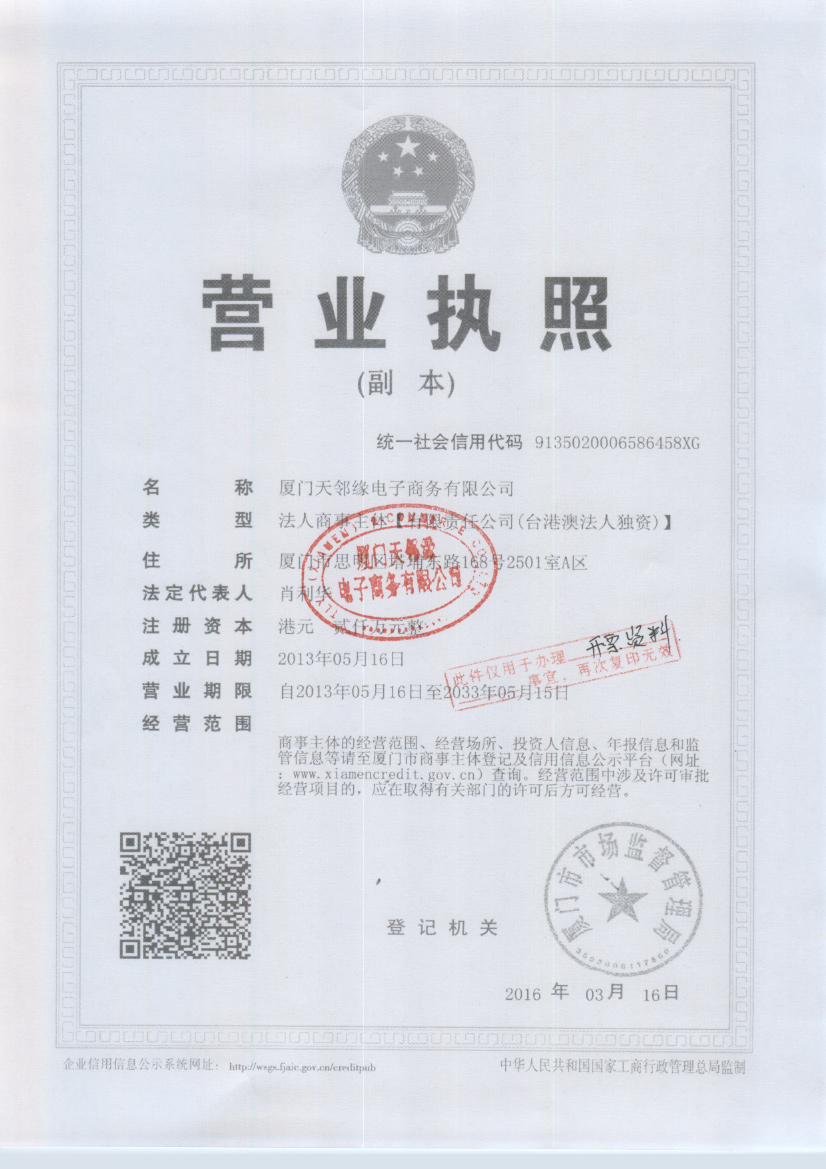 营业执照
(副 本)
统一社会信用代码 9135020006586458XG
名 称 厦门天邻缘电子商务有限公司
类 型 法人商事主体【有限责任公司(台港澳法人独资)】
住 所 厦门市思明区塔埔东路168号2501室A区
法定代表人 肖利华
注册资本 港元 贰仟万元整
成立日期 2013年05月16日
营业期限 自2013年05月16日至2033年05月15日
经营范围
商事主体的经营范围、经营场所、投资人信息、年报信息和监
管信息等请至厦门市商事主体登记及信用信息公示平台（网址
：www.xiamencredit.gov.cn）查询。经营范围中涉及许可审批
经营项目的，应在取得有关部门的许可后方可经营。
厦门天邻缘
电子商务有限公司
此件仅用于办理 开票资料
事宜，再次复印无效
登记机关
厦门市市场监督管理局
2016 年 03月 16日
企业信用信息公示系统网址： http://wsgs.fjaic.gov.cn/creditpub
中华人民共和国国家工商行政管理总局监制